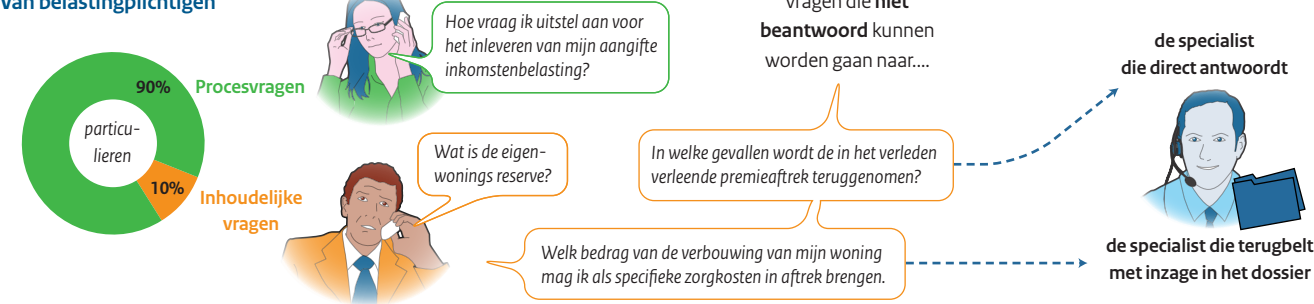 van belastingplichtigen
90%
Procesvragen
particu-
lieren
10%
Inhoudelijke
vragen
Hoe vraag ik uitstel aan voor
het inleveren van mijn aangifte
inkomstenbelasting?
Wat is de eigen-
wonings reserve?
vragen die niet
beantwoord kunnen
worden gaan naar....
In welke gevallen wordt de in het verleden
verleende premieaftrek teruggenomen?
Welk bedrag van de verbouwing van mijn woning
mag ik als specifieke zorgkosten in aftrek brengen.
de specialist
die direct antwoordt
de specialist die terugbelt
met inzage in het dossier